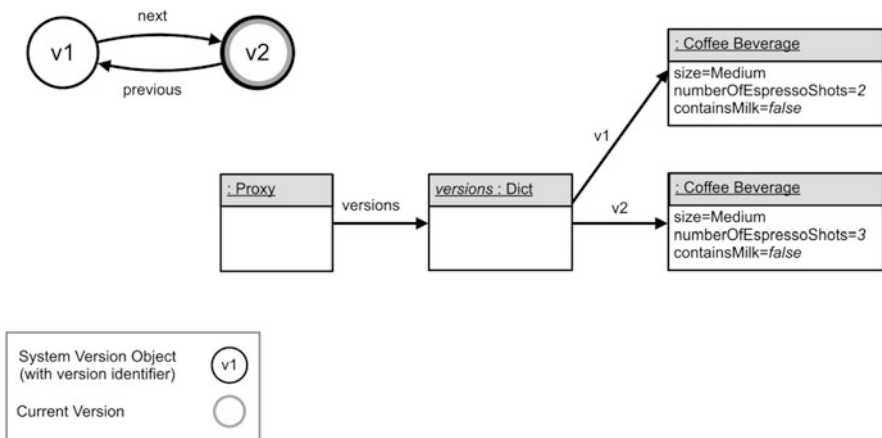 next
v1
v2
previous
: Coffee Beverage
size=Medium
numberOfEspressoShots=2
containsMilk=false
v1
: Proxy
versions
versions : Dict
v2
: Coffee Beverage
size=Medium
numberOfEspressoShots=3
containsMilk=false
System Version Object
(with version identifier)
v1
Current Version